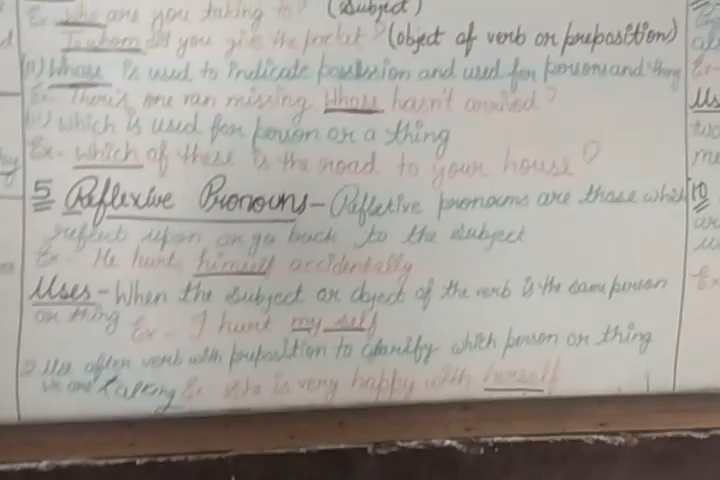 Ex who are you talking to? (Subject)
To whom did you give the packet? (object of verb or preposition)
Whose is used to indicate possession and used for persons and thing
Ex- There's one man missing whose hasn't arrived?
Which is used for person or a thing
Ex- which of these is the road to your house?
5 Reflexive Pronouns- Reflective pronouns are those which
reflect upon or go back to the subject
Ex- He hurt himself accidentally
Uses- When the subject or object of the verb is the same person
or thing Ex- I hurt my self
Use often verb with preposition to clarify which person or thing
we are talking Ex she is very happy with herself
10
Us